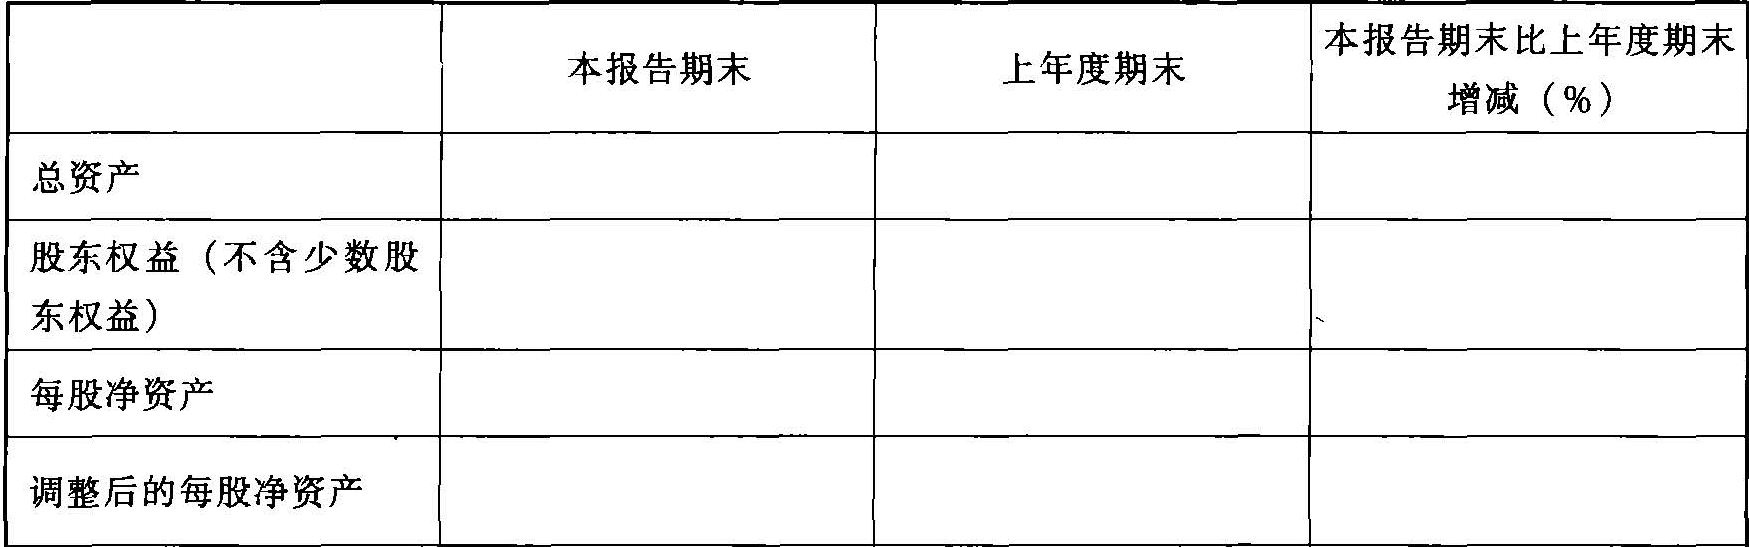 本报告期末
上年度期末
本报告期末比上年度期末
增减（%）
总资产
股东权益（不含少数股
东权益）
每股净资产
调整后的每股净资产